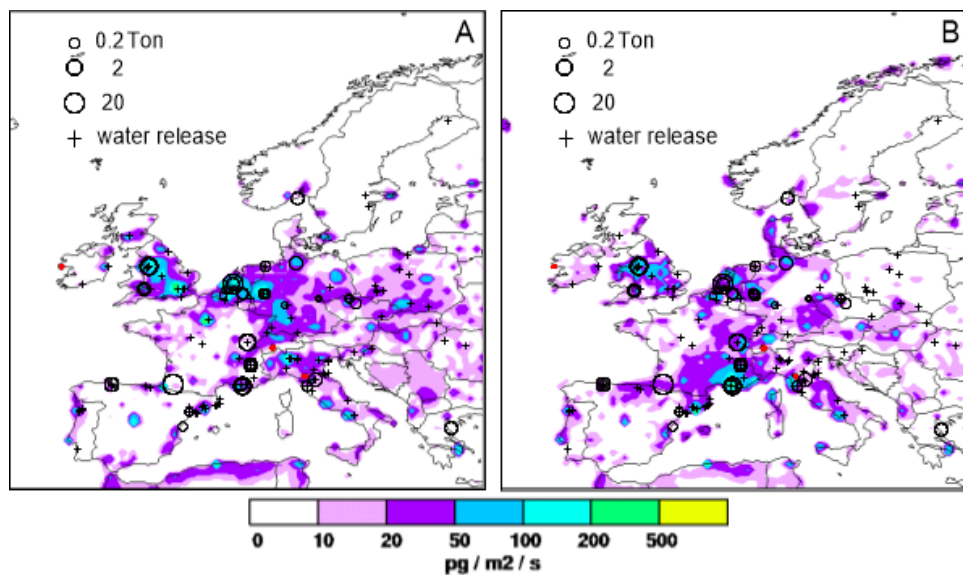 A
0.2 Ton
2
20
+ water release
B
0.2 Ton
2
20
+ water release
0 10 20 50 100 200 500
pg / m2 / s